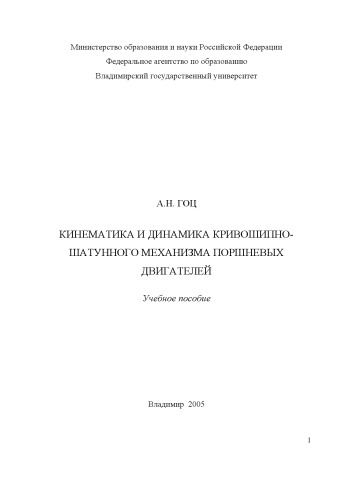 Министерство образования и науки Российской Федерации
Федеральное агентство по образованию
Владимирский государственный университет
А.Н. ГОЦ
КИНЕМАТИКА И ДИНАМИКА КРИВОШИПНО-
ШАТУННОГО МЕХАНИЗМА ПОРШНЕВЫХ
ДВИГАТЕЛЕЙ
Учебное пособие
Владимир 2005
1